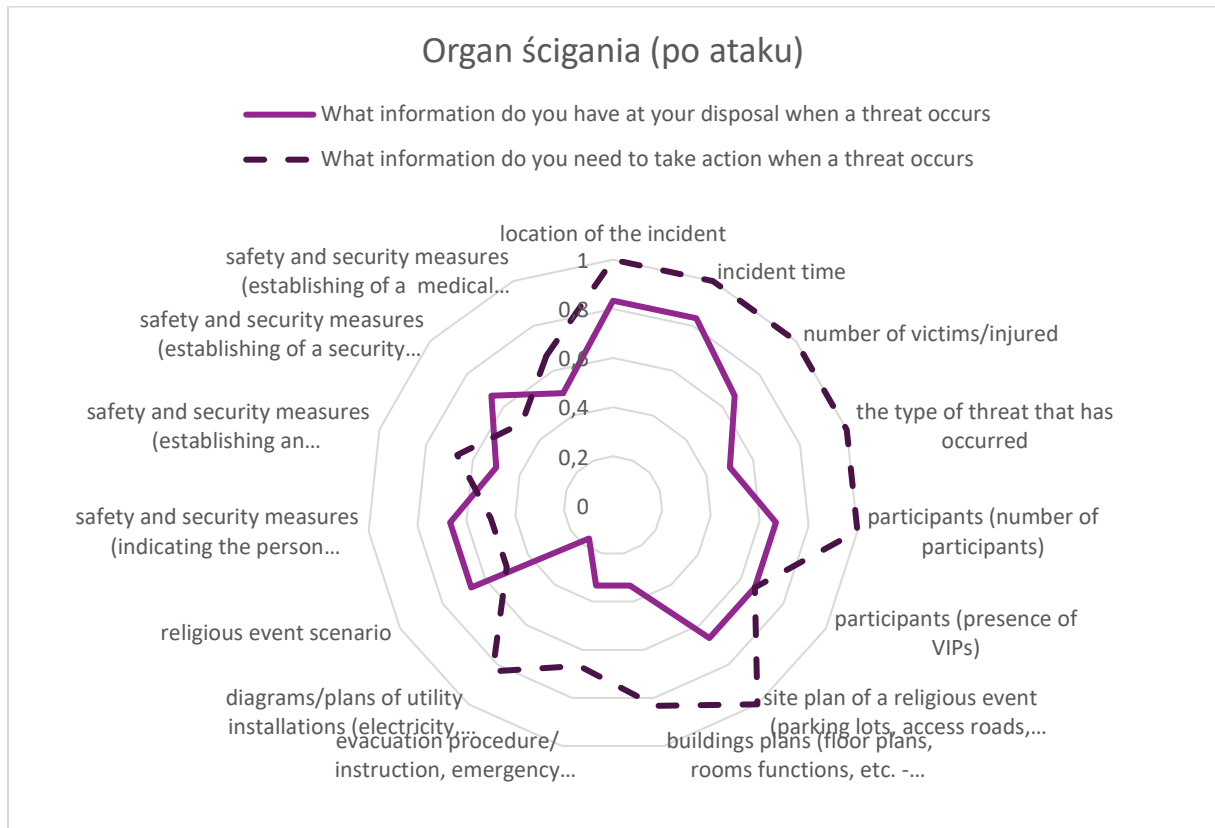 Organ ścigania (po ataku)
What information do you have at your disposal when a threat occurs
What information do you need to take action when a threat occurs
location of the incident
incident time
number of victims/injured
the type of threat that has
occurred
participants (number of
participants)
participants (presence of
VIPs)
site plan of a religious event
(parking lots, access roads,...
buildings plans (floor plans,
rooms functions, etc. -...
evacuation procedure/
instruction, emergency...
diagrams/plans of utility
installations (electricity,...
religious event scenario
safety and security measures
(indicating the person...
safety and security measures
(establishing an...
safety and security measures
(establishing of a security...
safety and security measures
(establishing of a  medical...
1
0,8
0,6
0,4
0,2
0